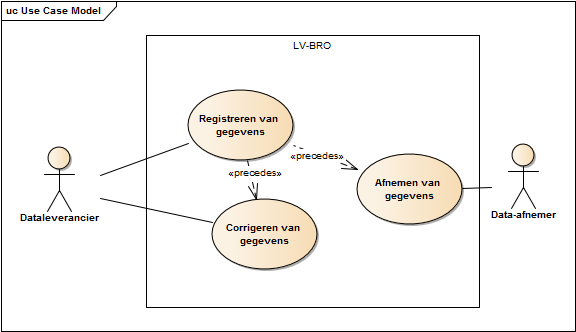 uc Use Case Model
LV-BRO
Registreren van
gegevens
«precedes»
«precedes»
Afnemen van
gegevens
Dataleverancier
Data-afnemer
Corrigeren van
gegevens